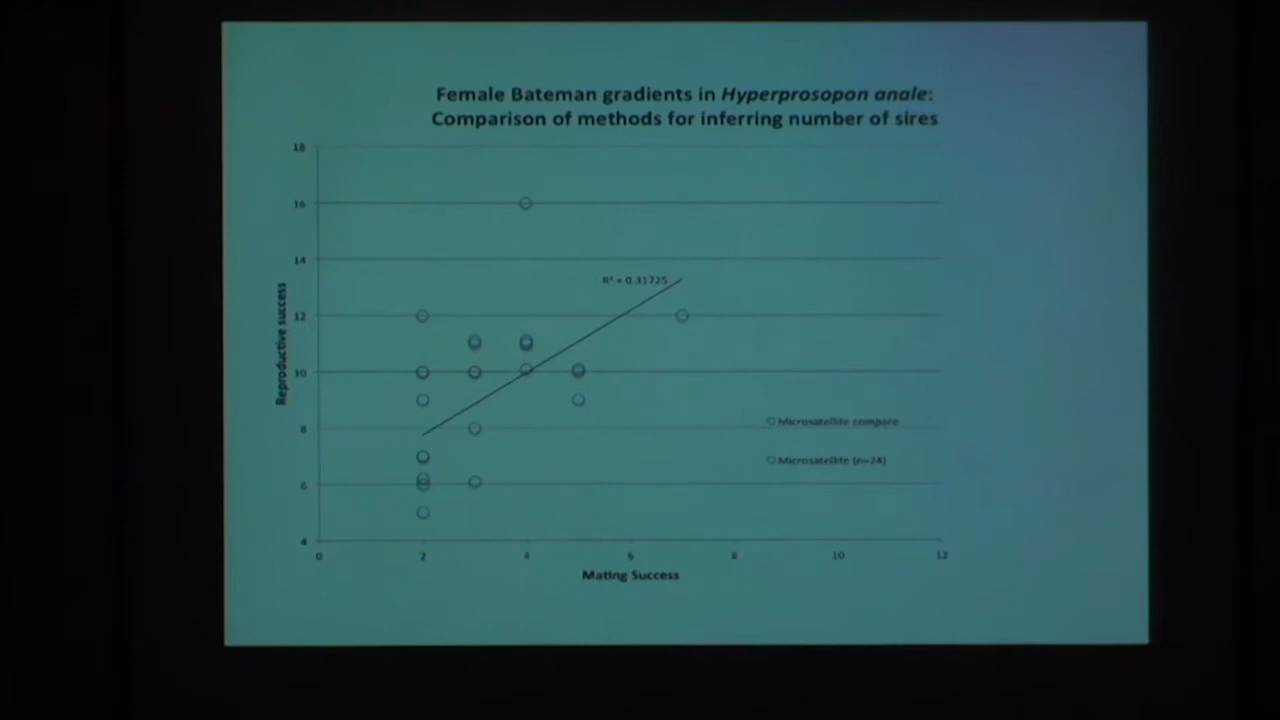 Female Bateman gradients in Hyperprosopon anale:
Comparison of methods for inferring number of sires
18
16
14
12
10
8
6
4
Reproductive success
R² = 0.31725
Microsatellite compare
Microsatellite (n=24)
0 2 4 6 8 10 12
Mating Success